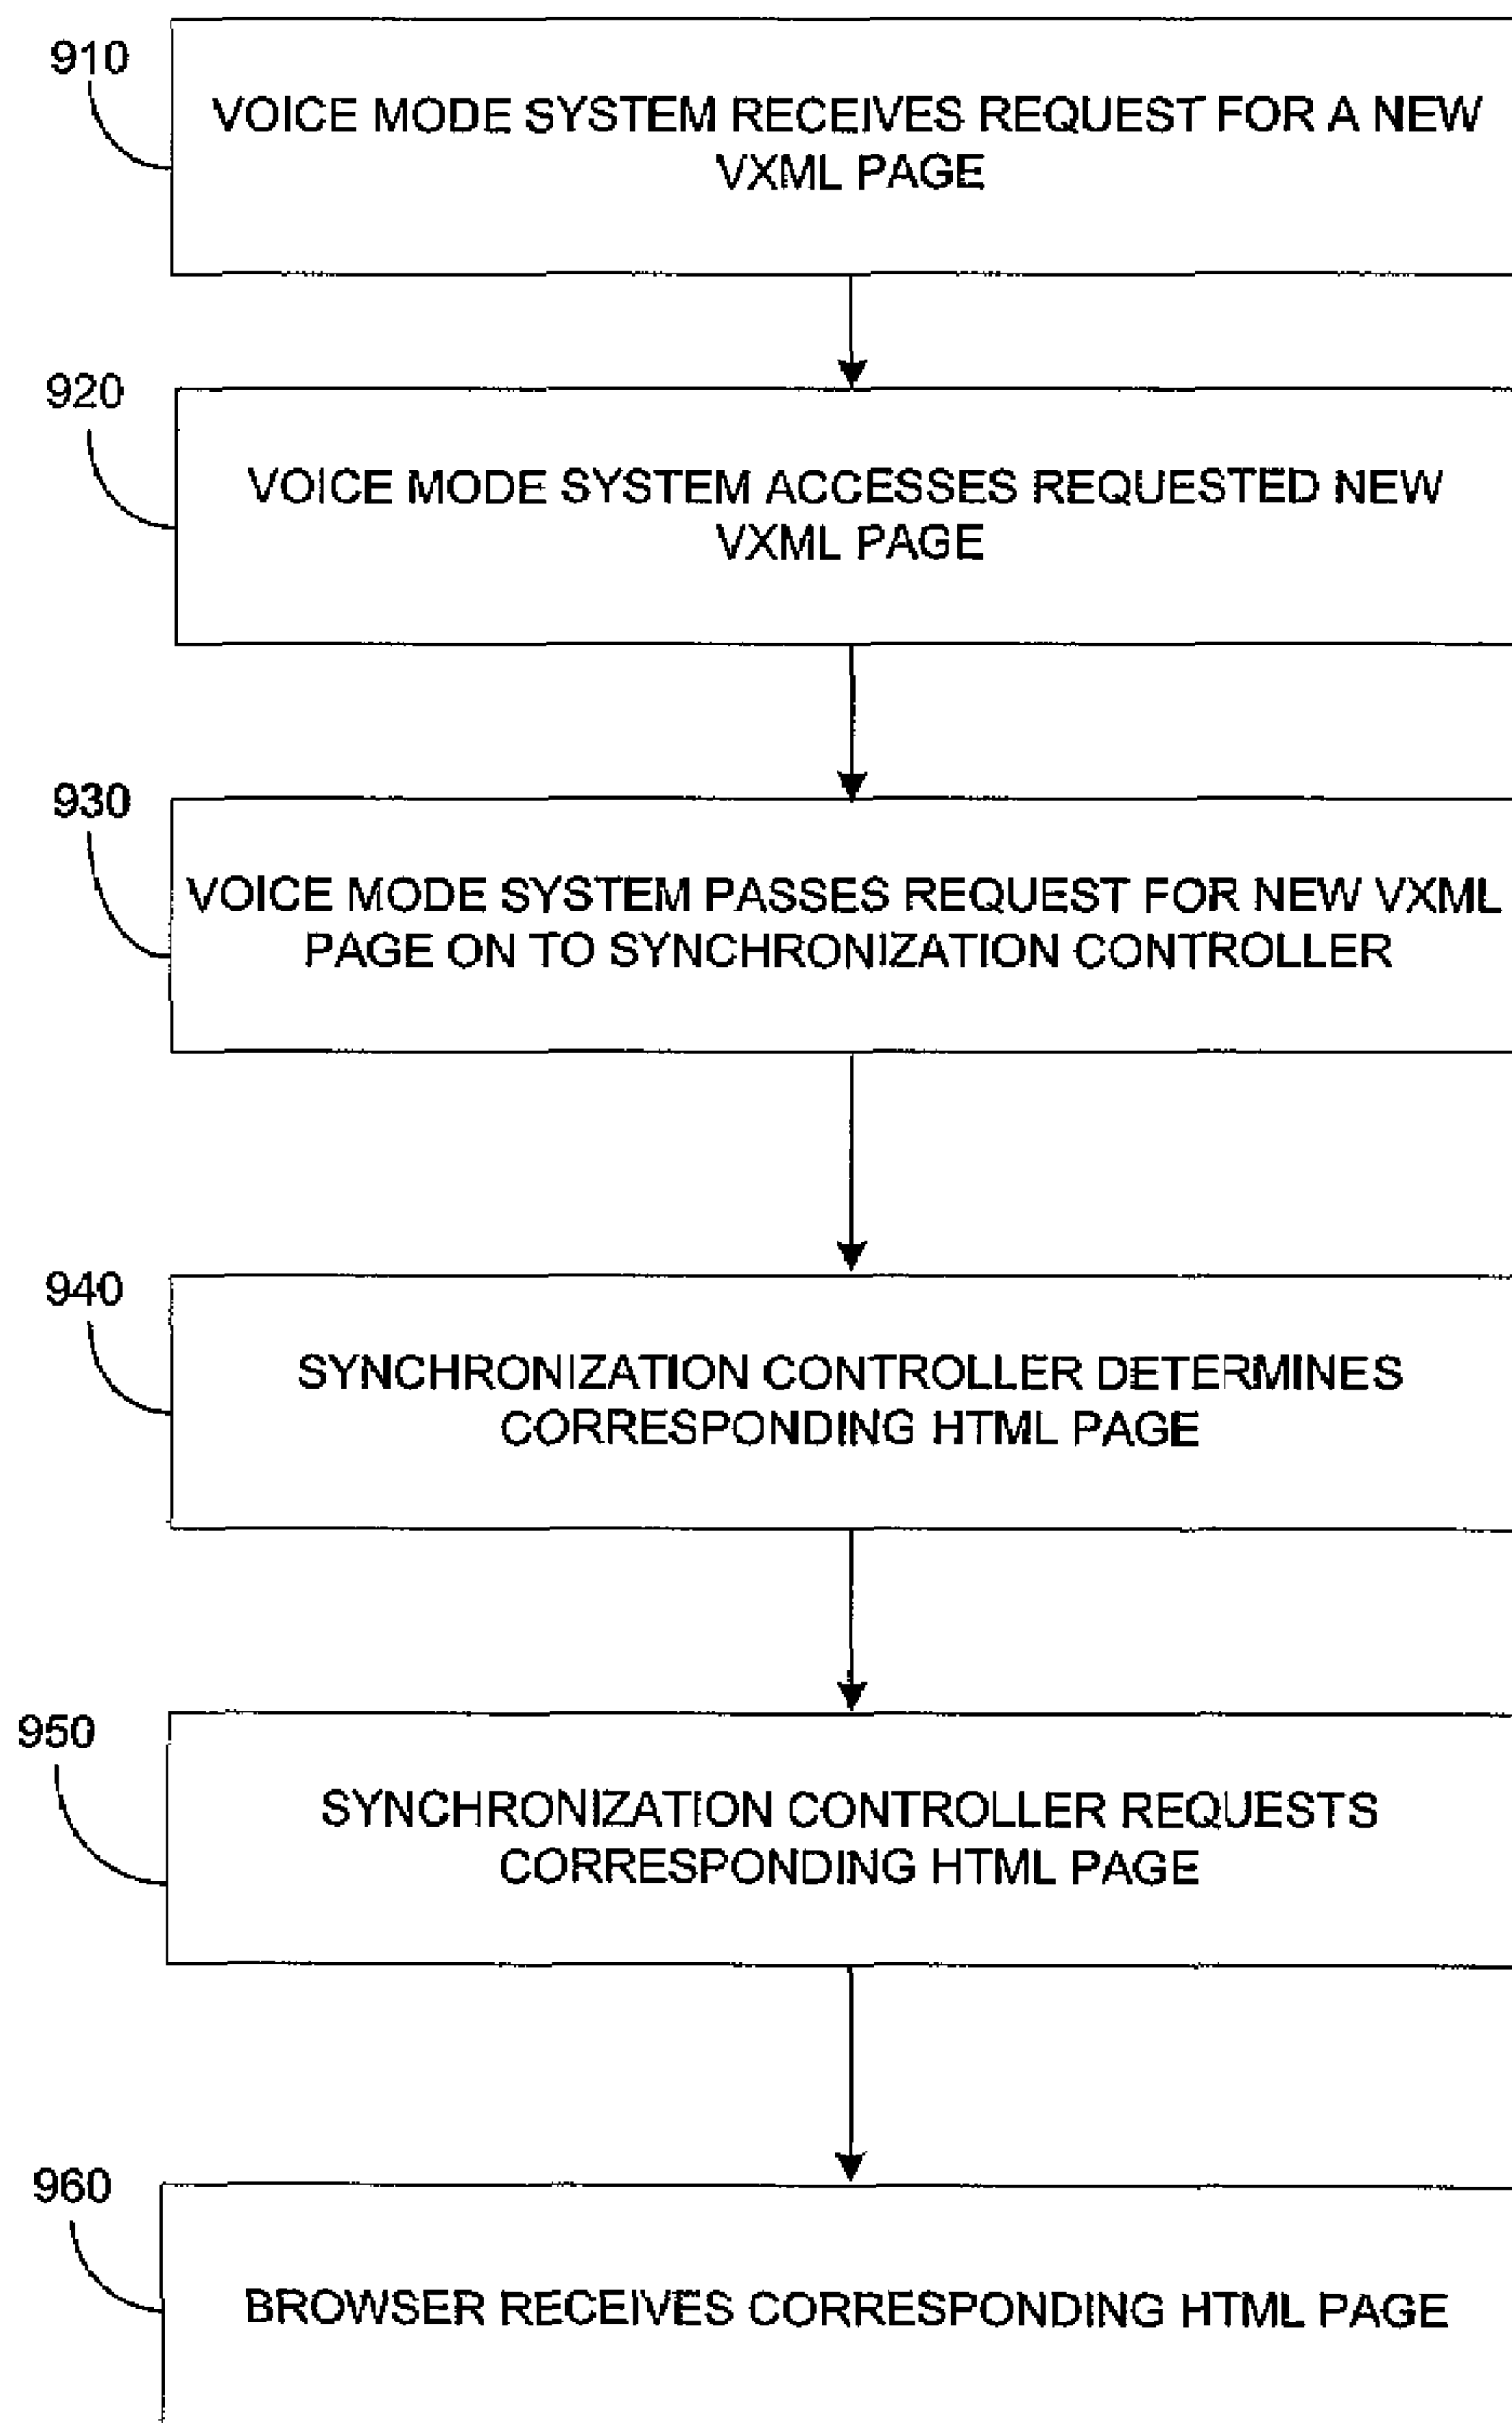 910
VOICE MODE SYSTEM RECEIVES REQUEST FOR A NEW
VXML PAGE
920
VOICE MODE SYSTEM ACCESSES REQUESTED NEW
VXML PAGE
930
VOICE MODE SYSTEM PASSES REQUEST FOR NEW VXML
PAGE ON TO SYNCHRONIZATION CONTROLLER
940
SYNCHRONIZATION CONTROLLER DETERMINES
CORRESPONDING HTML PAGE
950
SYNCHRONIZATION CONTROLLER REQUESTS
CORRESPONDING HTML PAGE
960
BROWSER RECEIVES CORRESPONDING HTML PAGE